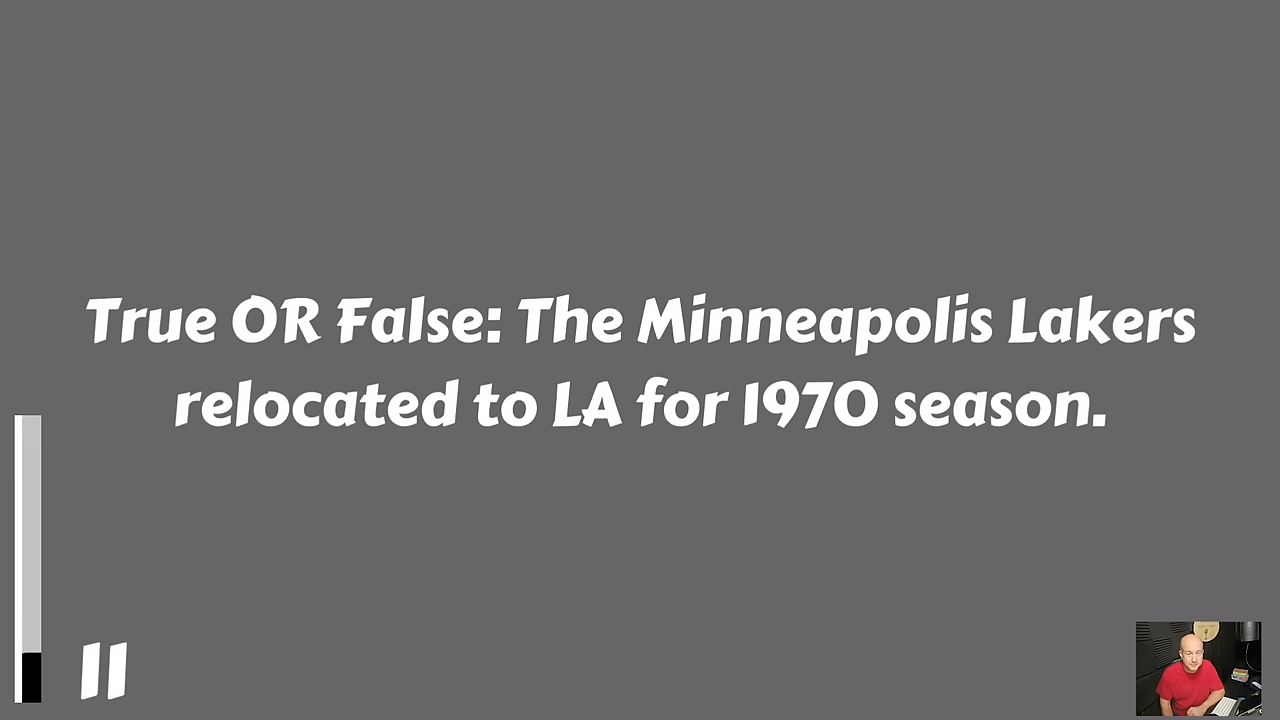 True OR False: The Minneapolis Lakers
relocated to LA for 1970 season.
11